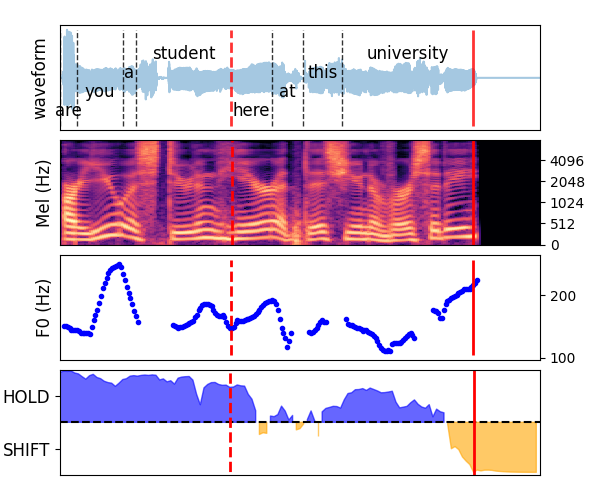 waveform
are you a student here at this university
Mel (Hz)
4096
2048
1024
512
0
F0 (Hz)
200
100
HOLD
SHIFT